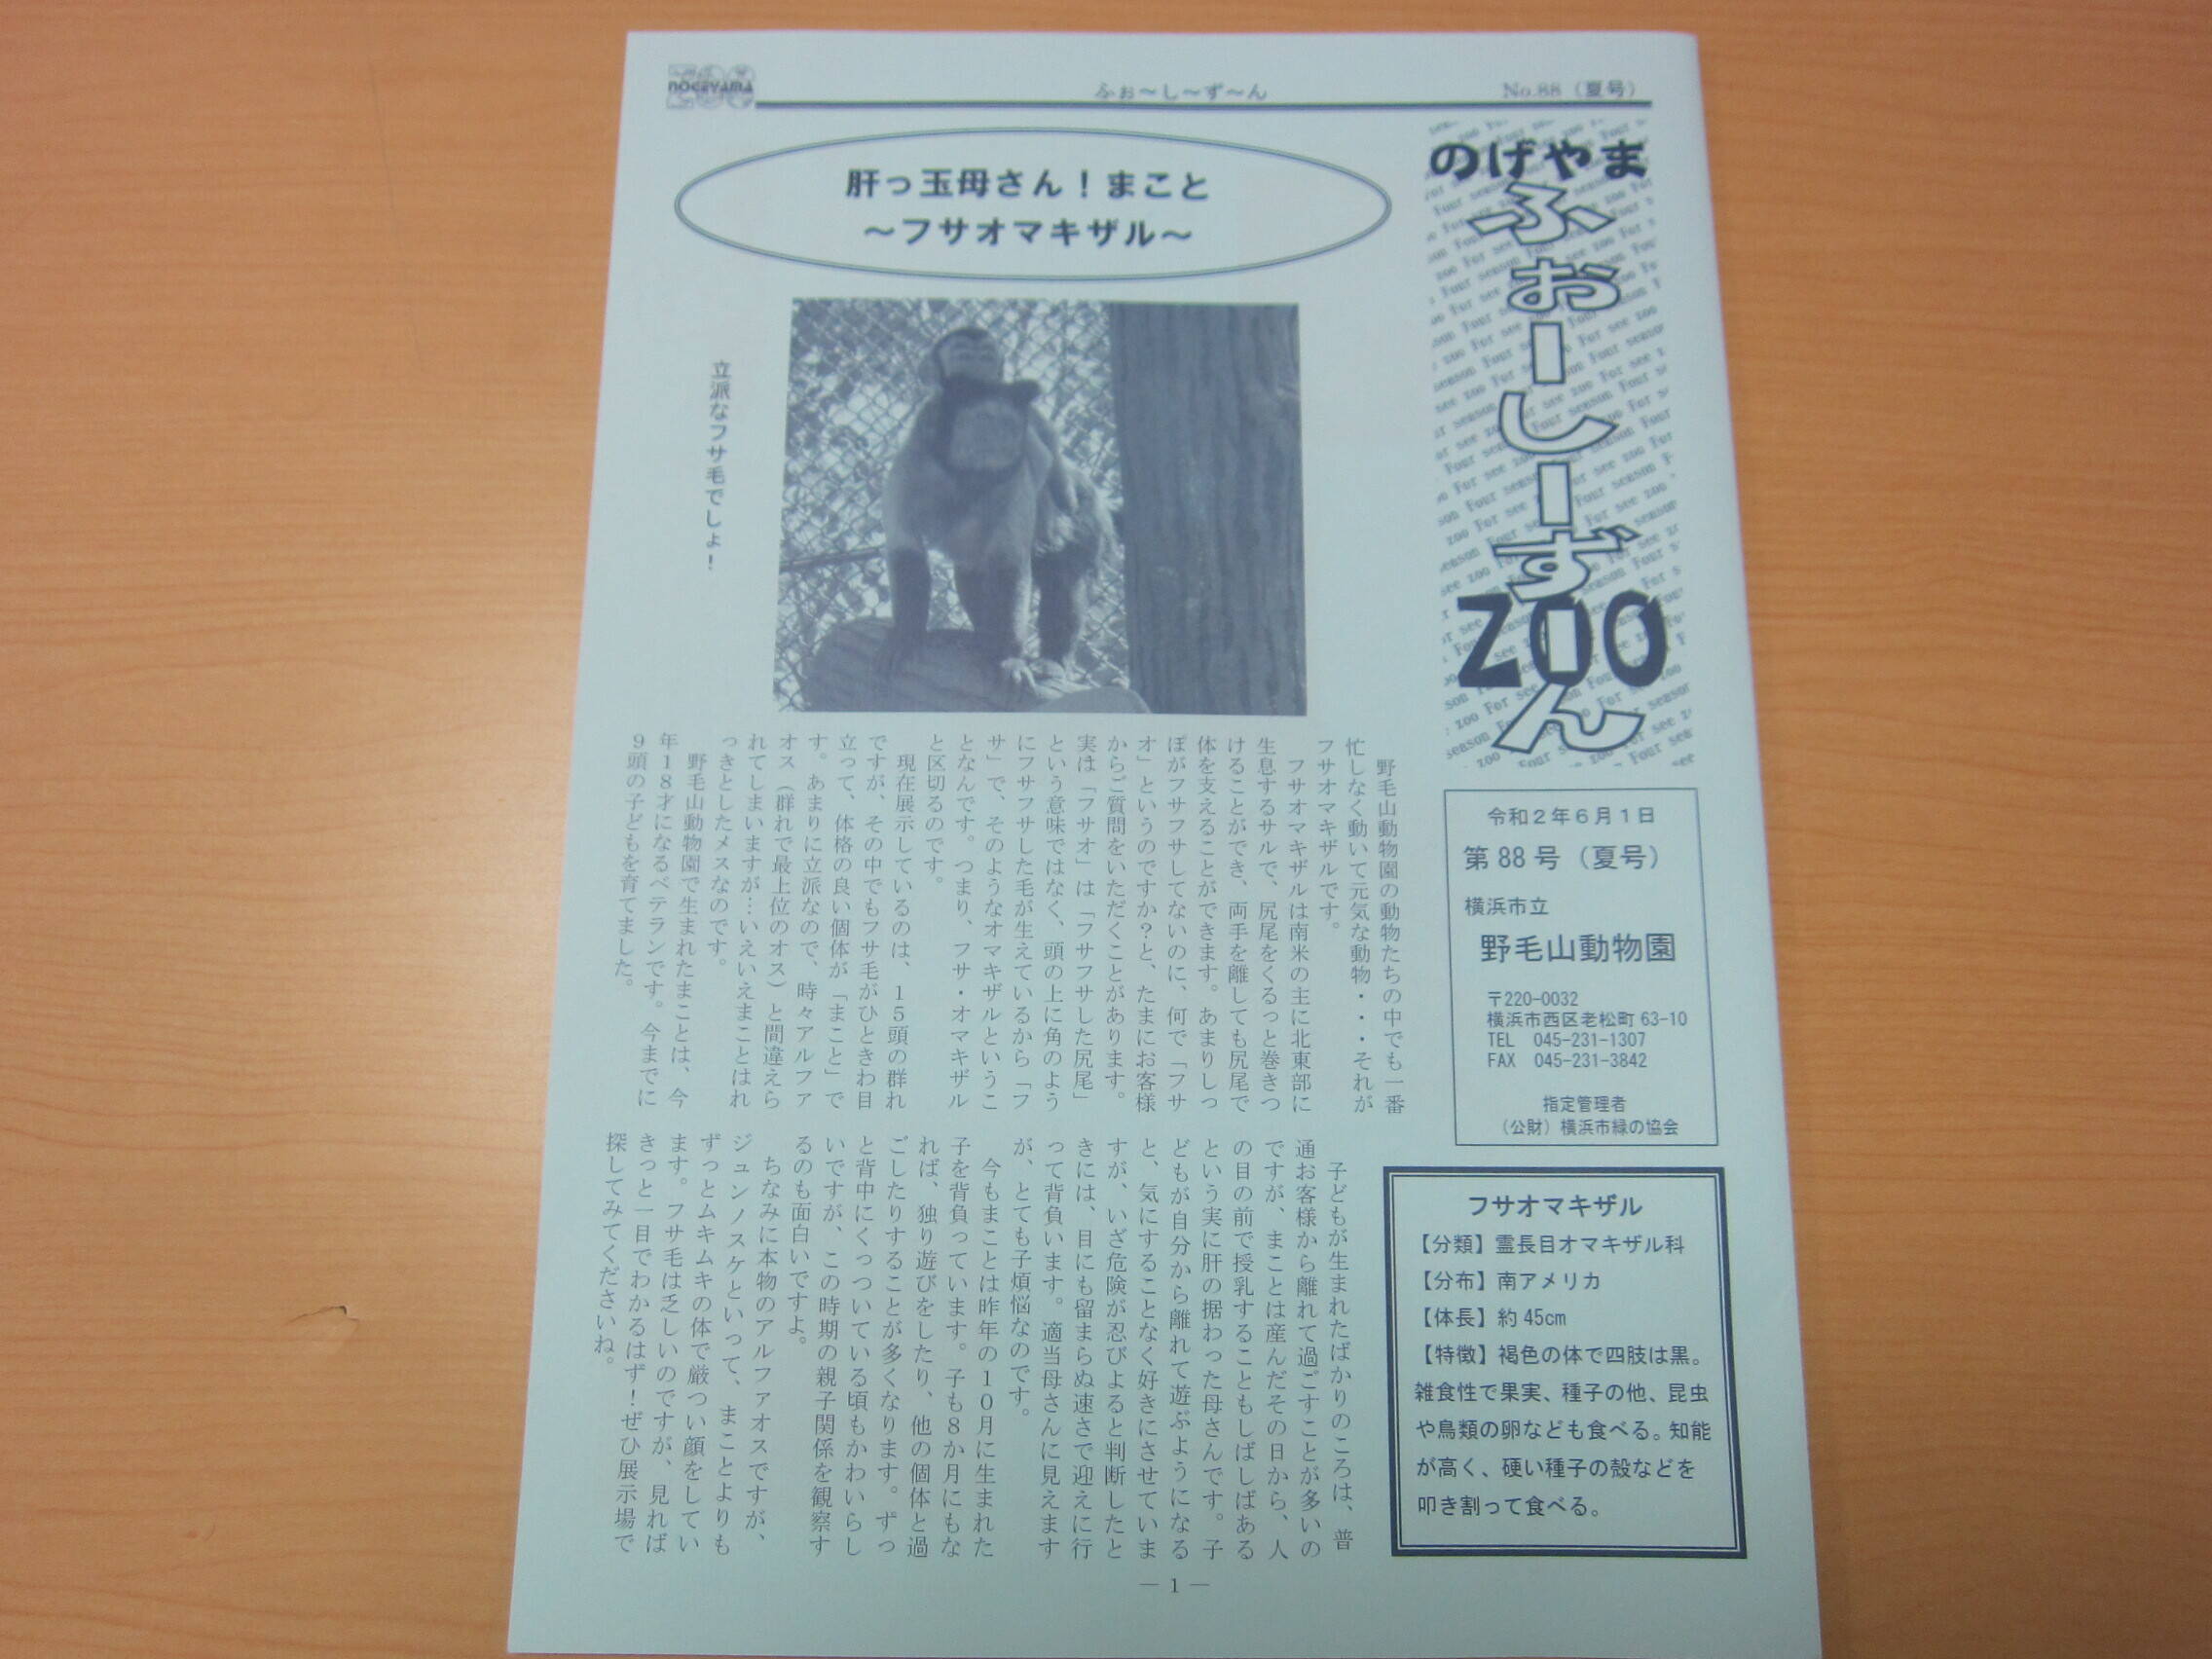 NOGEYAMA
ZOO
ふぉ～し～ず～ん
No.88（夏号）
のげやま
ふぉーしーずーん
ZOO
令和２年６月１日
第88号（夏号）
横浜市立
野毛山動物園
〒220-0032
横浜市西区老松町63-10
TEL 045-231-1307
FAX 045-231-3842
指定管理者
（公財）横浜市緑の協会
肝っ玉母さん！まこと
～フサオマキザル～
立派なフサ毛でしょ！
野毛山動物園の動物たちの中でも一番
忙しなく動いて元気な動物・・・それが
フサオマキザルです。
フサオマキザルは南米の主に北東部に
生息するサルで、尻尾をくるっと巻きつ
けることができ、両手を離しても尻尾で
体を支えることができます。あまりしっ
ぽがフサフサしてないのに、何で「フサ
オ」というのですか？と、たまにお客様
からご質問をいただくことがあります。
実は「フサオ」は「フサフサした尻尾」
という意味ではなく、頭の上に角のよう
にフサフサした毛が生えているから「フ
サ」で、そのようなオマキザルというこ
となんです。つまり、フサ・オマキザル
と区切るのです。
現在展示しているのは、１５頭の群れ
ですが、その中でもフサ毛がひときわ目
立って、体格の良い個体が「まこと」で
す。あまりに立派なので、時々アルファ
オス（群れで最上位のオス）と間違えら
れてしまいますが…いえいえまことはれ
っきとしたメスなのです。
野毛山動物園で生まれたまことは、今
年１８才になるベテランです。今までに
９頭の子どもを育てました。
子どもが生まれたばかりのころは、普
通お客様から離れて過ごすことが多いの
ですが、まことは産んだその日から、人
の目の前で授乳することもしばしばある
という実に肝の据わった母さんです。子
どもが自分から離れて遊ぶようになる
と、気にすることなく好きにさせていま
すが、いざ危険が忍びよると判断したと
きには、目にも留まらぬ速さで迎えに行
って背負います。適当母さんに見えます
が、とても子煩悩なのです。
今もまことは昨年の１０月に生まれた
子を背負っています。子も８か月にもな
れば、独り遊びをしたり、他の個体と過
ごしたりすることが多くなります。ずっ
と背中にくっついている頃もかわいらし
いですが、この時期の親子関係を観察す
るのも面白いですよ。
ちなみに本物のアルファオスですが、
ジュンノスケといって、まことよりも
ずっとムキムキの体で厳つい顔をしてい
ます。フサ毛は乏しいのですが、見れば
きっと一目でわかるはず！ぜひ展示場で
探してみてくださいね。
フサオマキザル
【分類】霊長目オマキザル科
【分布】南アメリカ
【体長】約45cm
【特徴】褐色の体で四肢は黒。
雑食性で果実、種子の他、昆虫
や鳥類の卵なども食べる。知能
が高く、硬い種子の殻などを
叩き割って食べる。
― 1 ―